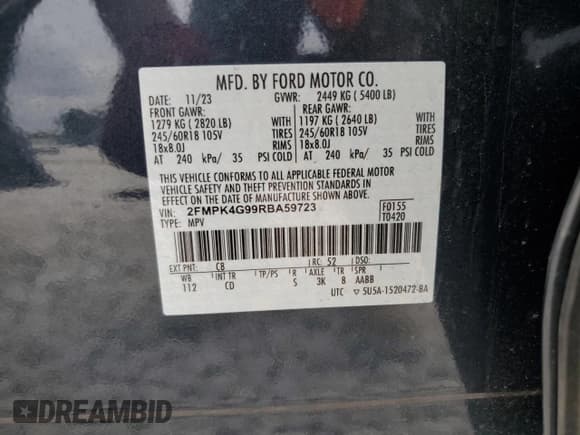 MFD. BY FORD MOTOR CO.
DATE: 11/23 GVWR: 2449 KG ( 5400 LB)
FRONT GAWR: REAR GAWR:
1279 KG ( 2820 LB) WITH 1197 KG ( 2640 LB) WITH
245/60R18 105V TIRES 245/60R18 105V TIRES
18x8.0J RIMS 18x8.0J RIMS
AT 240 kPa/ 35 PSI COLD AT 240 kPa/ 35 PSI COLD
THIS VEHICLE CONFORMS TO ALL APPLICABLE FEDERAL MOTOR
VEHICLE SAFETY AND THEFT PREVENTION STANDARDS IN
EFFECT ON THE DATE OF MANUFACTURE SHOWN ABOVE.
VIN: 2FMPK4G99RBA59723 F0155
TYPE: MPV T0420
EXT PNT: C8 RC: 52 DSO:
WB INT TR TP/PS R AXLE TR SPR
112 CD S 3K 8 AABB
UTC ▽ 5U5A-1520472-BA
DREAMBID